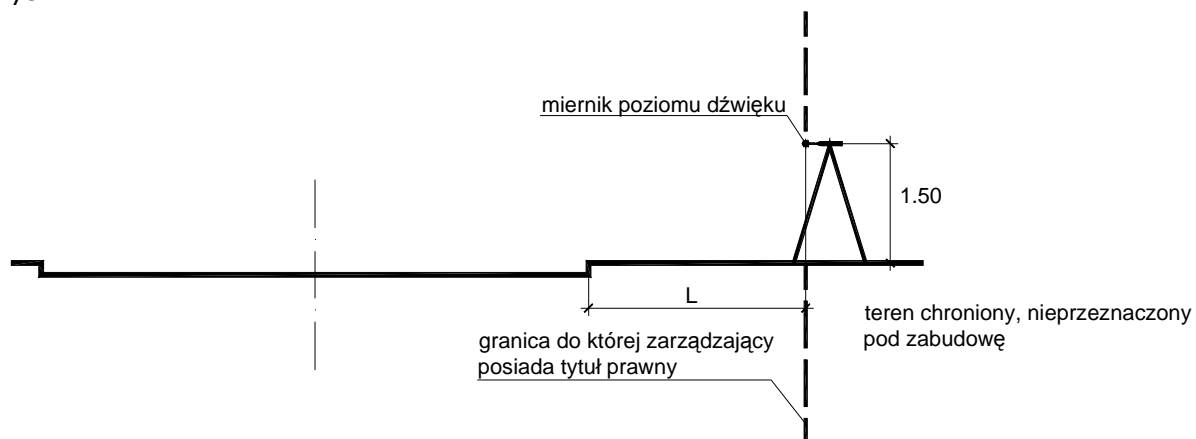 miernik poziomu dźwięku
1.50
L
teren chroniony, nieprzeznaczony
pod zabudowę
granica do której zarządzający
posiada tytuł prawny